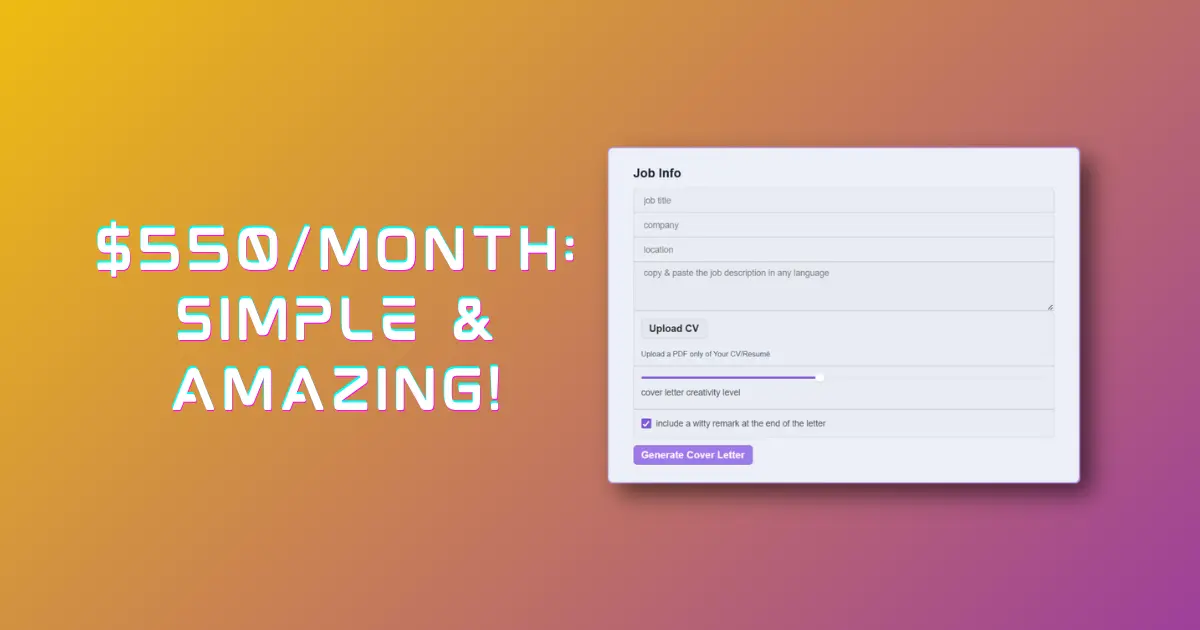 $550/MONTH:
SIMPLE &
AMAZING!
Job Info
job title
company
location
copy & paste the job description in any language
Upload CV
Upload a PDF only of Your CV/Resumé
cover letter creativity level
include a witty remark at the end of the letter
Generate Cover Letter